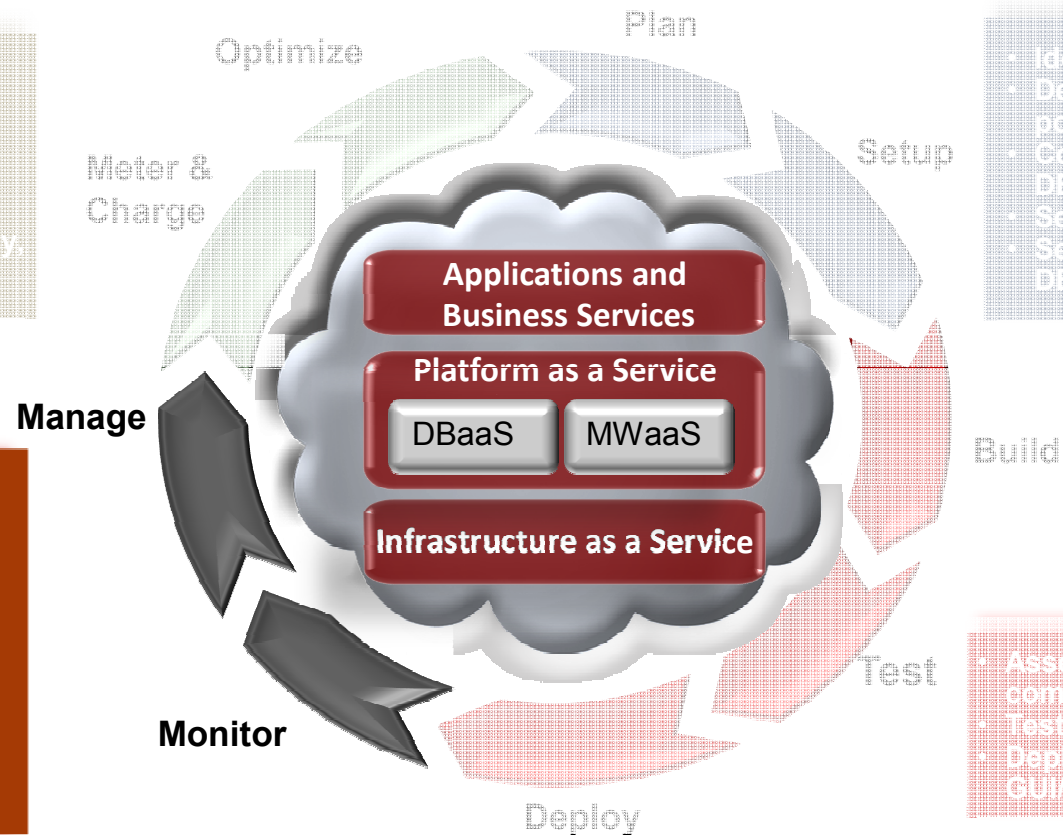 Plan
Optimize
Setup
Meter &
Charge
Applications and
Business Services
Platform as a Service
DBaaS
MWaaS
Manage
Build
Infrastructure as a Service
Test
Monitor
Deploy